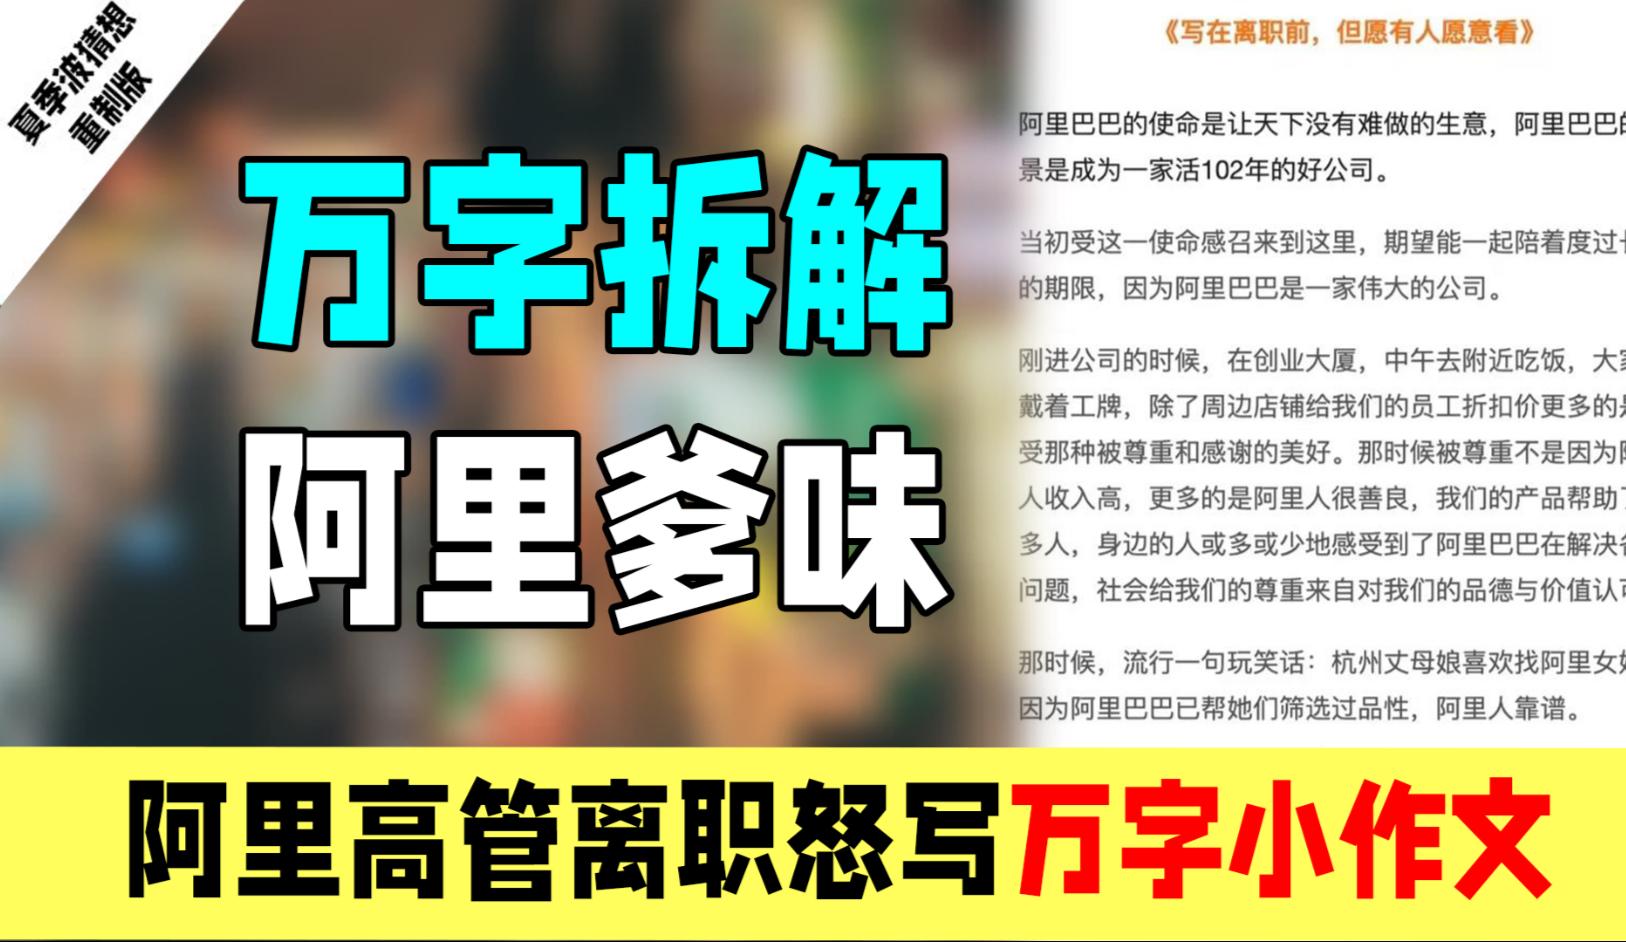 夏季波猜想
重制版
万字拆解
阿里爹味
《写在离职前，但愿有人愿意看》
阿里巴巴的使命是让天下没有难做的生意，阿里巴巴的
景是成为一家活102年的好公司。
当初受这一使命感召来到这里，期望能一起陪着度过
的期限，因为阿里巴巴是一家伟大的公司。
刚进公司的时候，在创业大厦，中午去附近吃饭，大家
戴着工牌，除了周边店铺给我们的员工折扣价更多的是
受那种被尊重和感谢的美好。那时候被尊重不是因为
人收入高，更多的是阿里人很善良，我们的产品帮助了
多人，身边的人或多或少地感受到了阿里巴巴在解决
问题，社会给我们的尊重来自对我们的品德与价值认可
那时候，流行一句玩笑话：杭州丈母娘喜欢找阿里女
因为阿里巴巴已帮她们筛选过品性，阿里人靠谱。
阿里高管离职怒写万字小作文